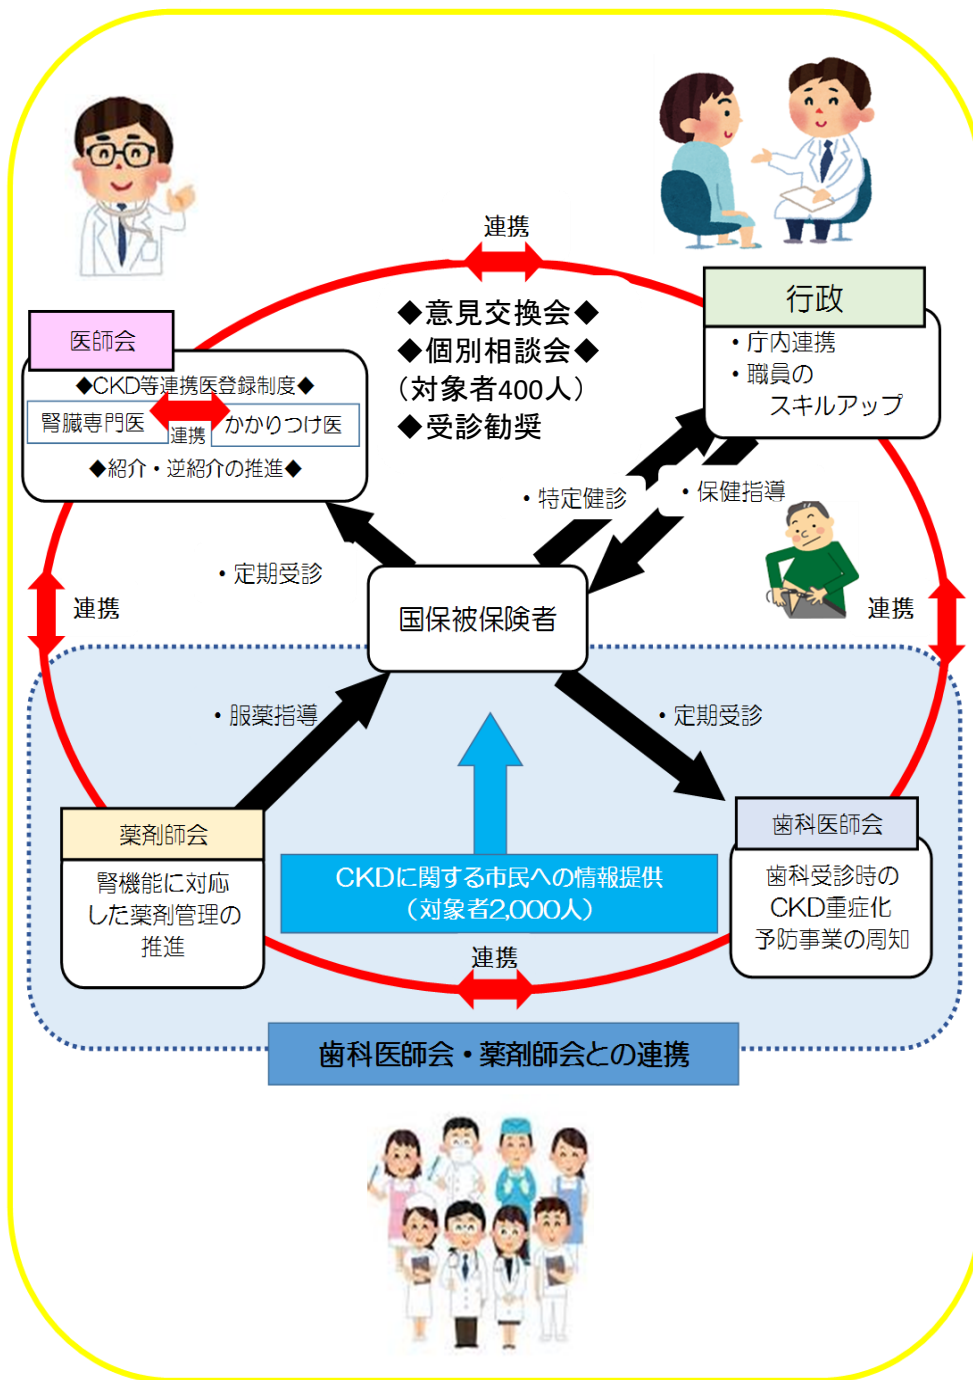 連携
◆意見交換会◆
◆個別相談会◆
（対象者400人）
◆受診勧奨
行政
・庁内連携
・職員の
スキルアップ
医師会
◆CKD等連携医登録制度◆
腎臓専門医
連携
かかりつけ医
◆紹介・逆紹介の推進◆
・特定健診
・保健指導
・定期受診
国保被保険者
連携
連携
・服薬指導
・定期受診
薬剤師会
腎機能に対応
した薬剤管理の
推進
CKDに関する市民への情報提供
（対象者2,000人）
歯科医師会
歯科受診時の
CKD重症化
予防事業の周知
連携
歯科医師会・薬剤師会との連携